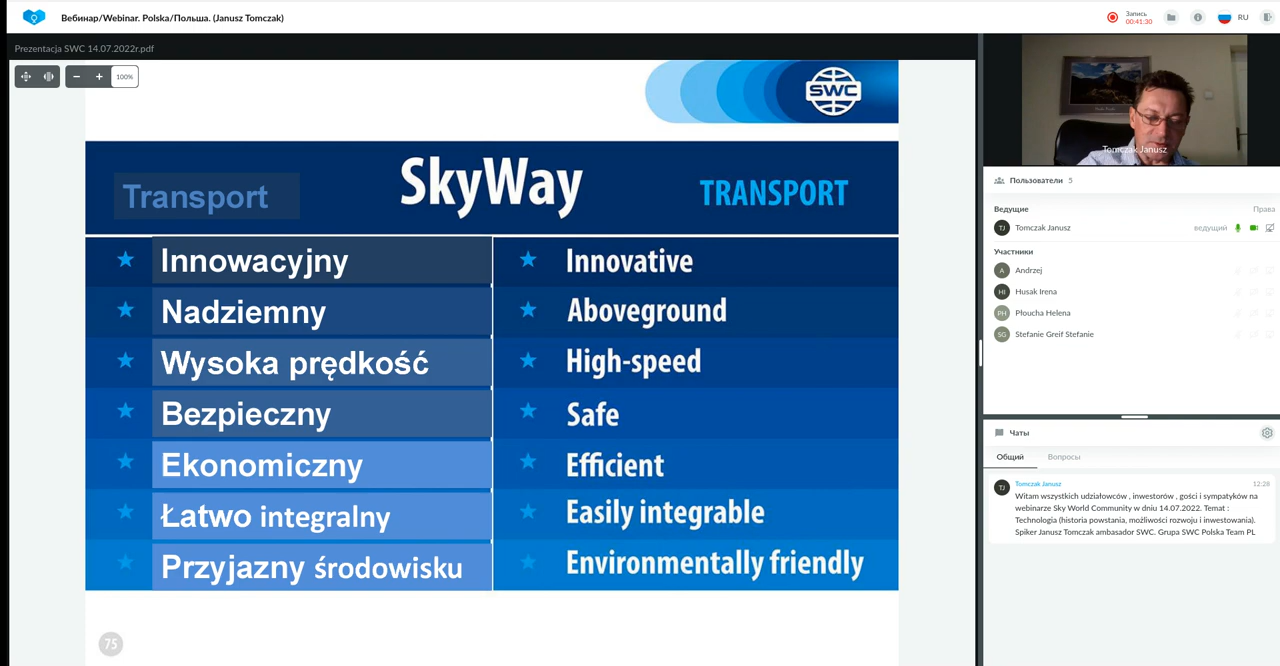 Вебинар/Webinar. Polska/Польша. (Janusz Tomczak)
Запись
00:41:30
RU
Prezentacja SWC 14.07.2022r.pdf
100%
SWC
Transport
SkyWay
TRANSPORT
Innowacyjny
Innovative
Nadziemny
Aboveground
Wysoka prędkość
High-speed
Bezpieczny
Safe
Ekonomiczny
Efficient
Łatwo integralny
Easily integrable
Przyjazny środowisku
Environmentally friendly
75
Tomczak Janusz
Пользователи 5
Ведущие
Права
TJ
Tomczak Janusz
ведущий
Участники
A
Andrzej
HI
Husak Irena
PH
Płoucha Helena
SG
Stefanie Greif Stefanie
Чаты
Общий
Вопросы
TJ
Tomczak Janusz
12:28
Witam wszystkich udziałowców , inwestorów , gości i sympatyków na
webinarze Sky World Community w dniu 14.07.2022. Temat :
Technologia (historia powstania, możliwości rozwoju i inwestowania).
Spiker Janusz Tomczak ambasador SWC. Grupa SWC Polska Team PL